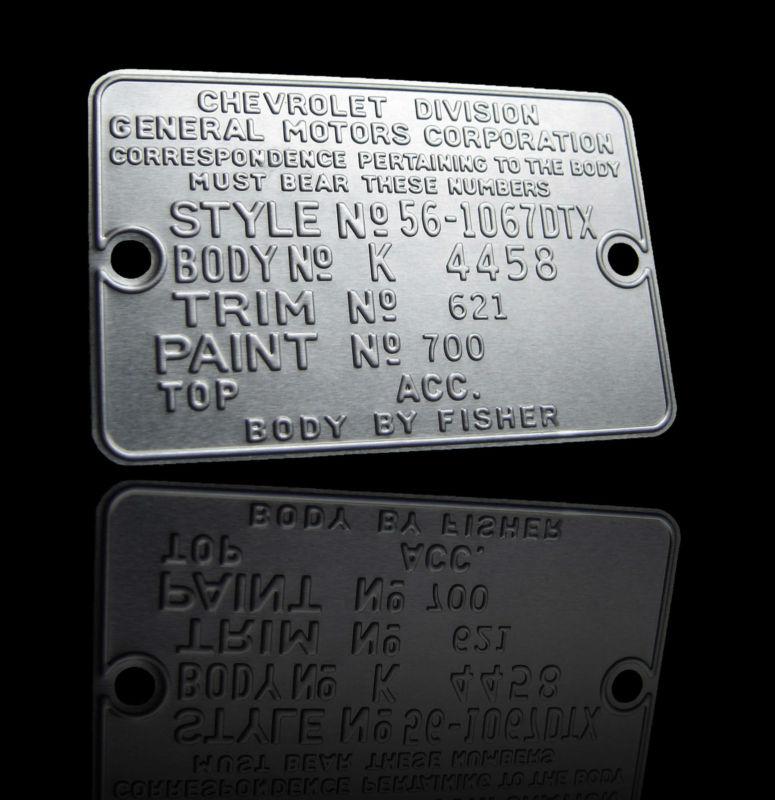 CHEVROLET DIVISION
GENERAL MOTORS CORPORATION
CORRESPONDENCE PERTAINING TO THE BODY
MUST BEAR THESE NUMBERS
STYLE Nº 56-1067DTX
BODY Nº K 4458
TRIM Nº 621
PAINT Nº 700
TOP ACC.
BODY BY FISHER